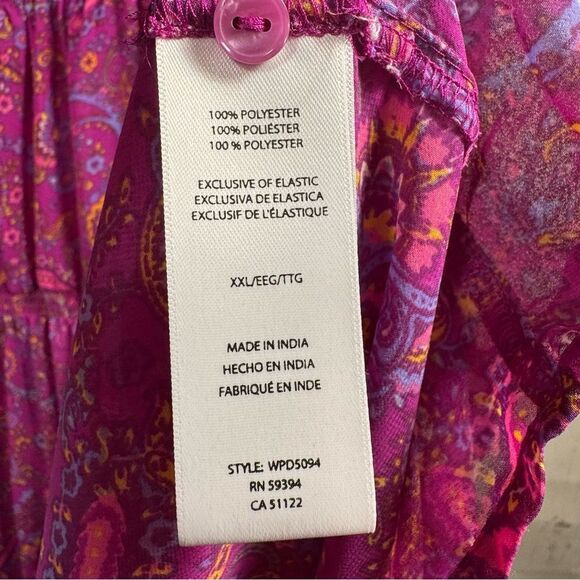 100% POLYESTER
100% POLIÉSTER
100 % POLYESTER
EXCLUSIVE OF ELASTIC
EXCLUSIVA DE ELASTICA
EXCLUSIF DE L'ÉLASTIQUE
XXL/EEG/TTG
MADE IN INDIA
HECHO EN INDIA
FABRIQUÉ EN INDE
STYLE: WPD5094
RN 59394
CA 51122